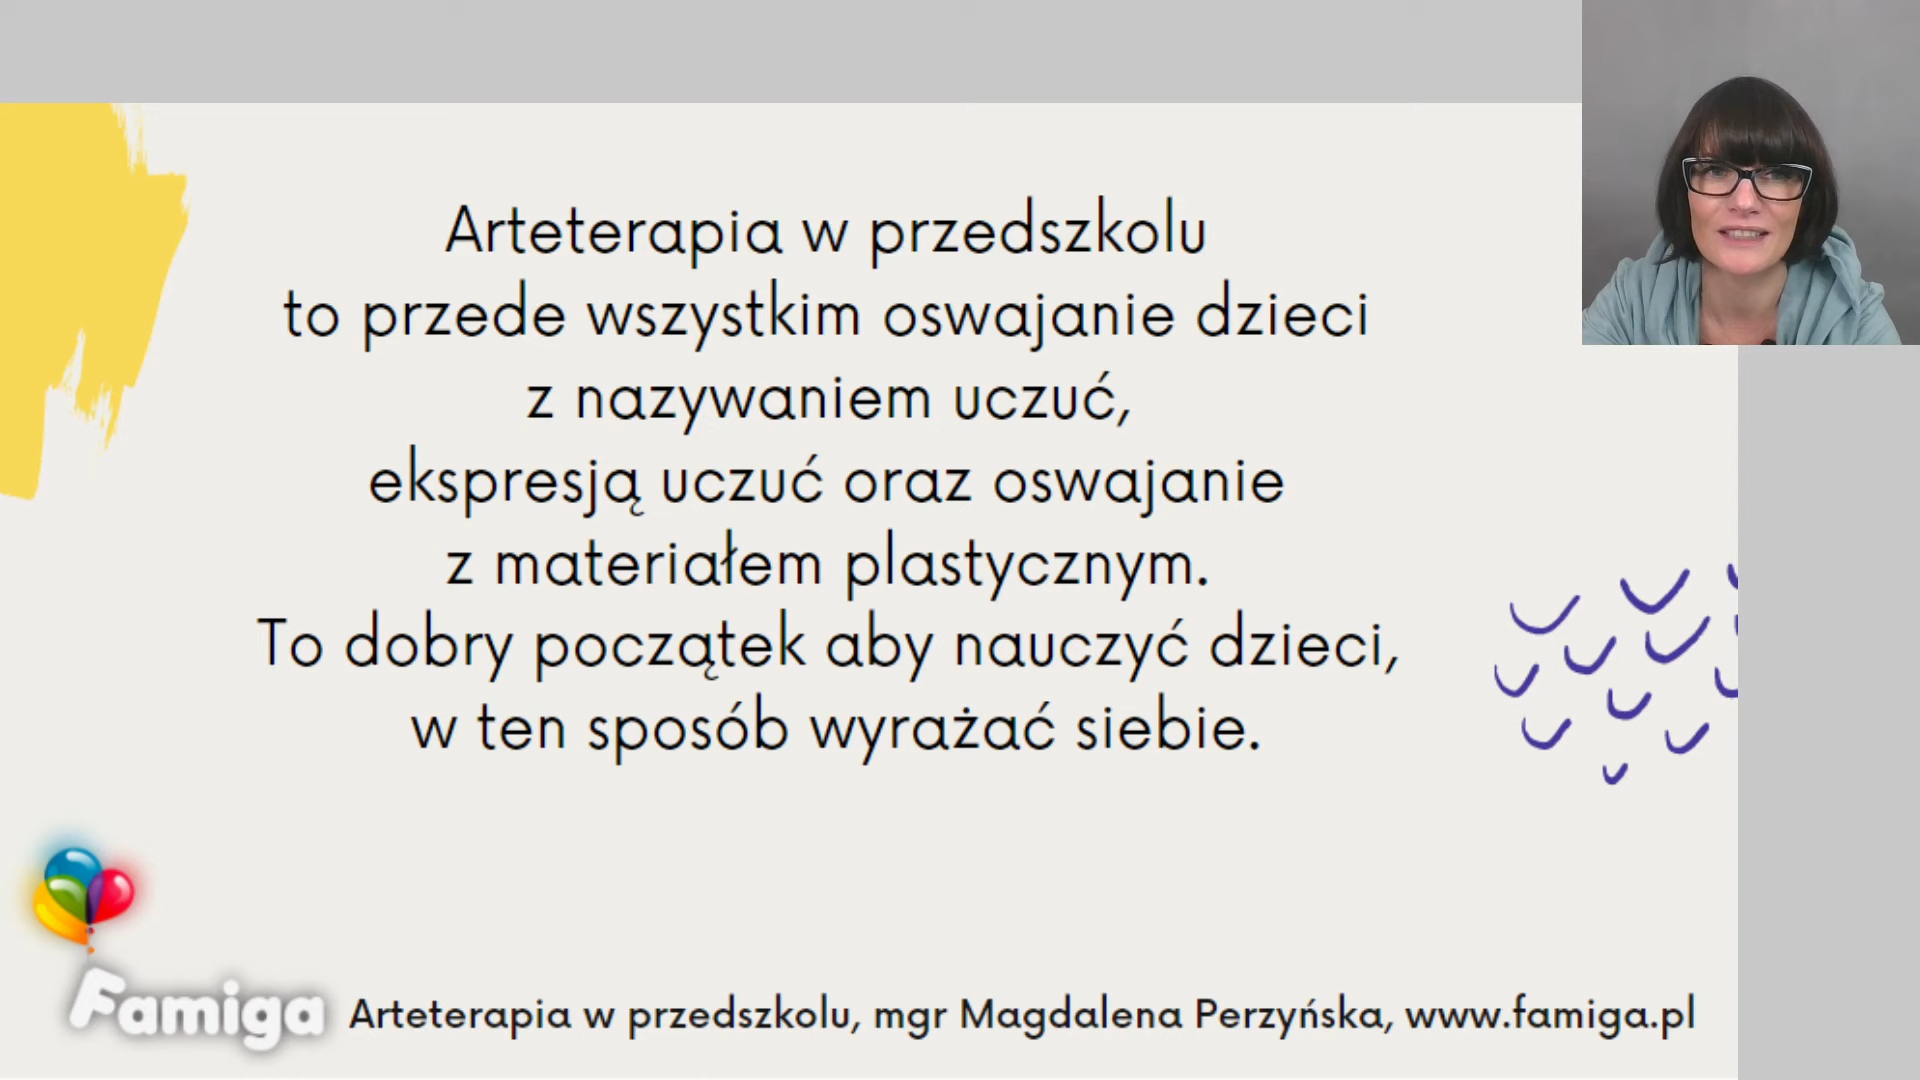 Arteterapia w przedszkolu
to przede wszystkim oswajanie dzieci
z nazywaniem uczuć,
ekspresją uczuć oraz oswajanie
z materiałem plastycznym.
To dobry początek aby nauczyć dzieci,
w ten sposób wyrażać siebie.
Famiga
Arteterapia w przedszkolu, mgr Magdalena Perzyńska, www.famiga.pl